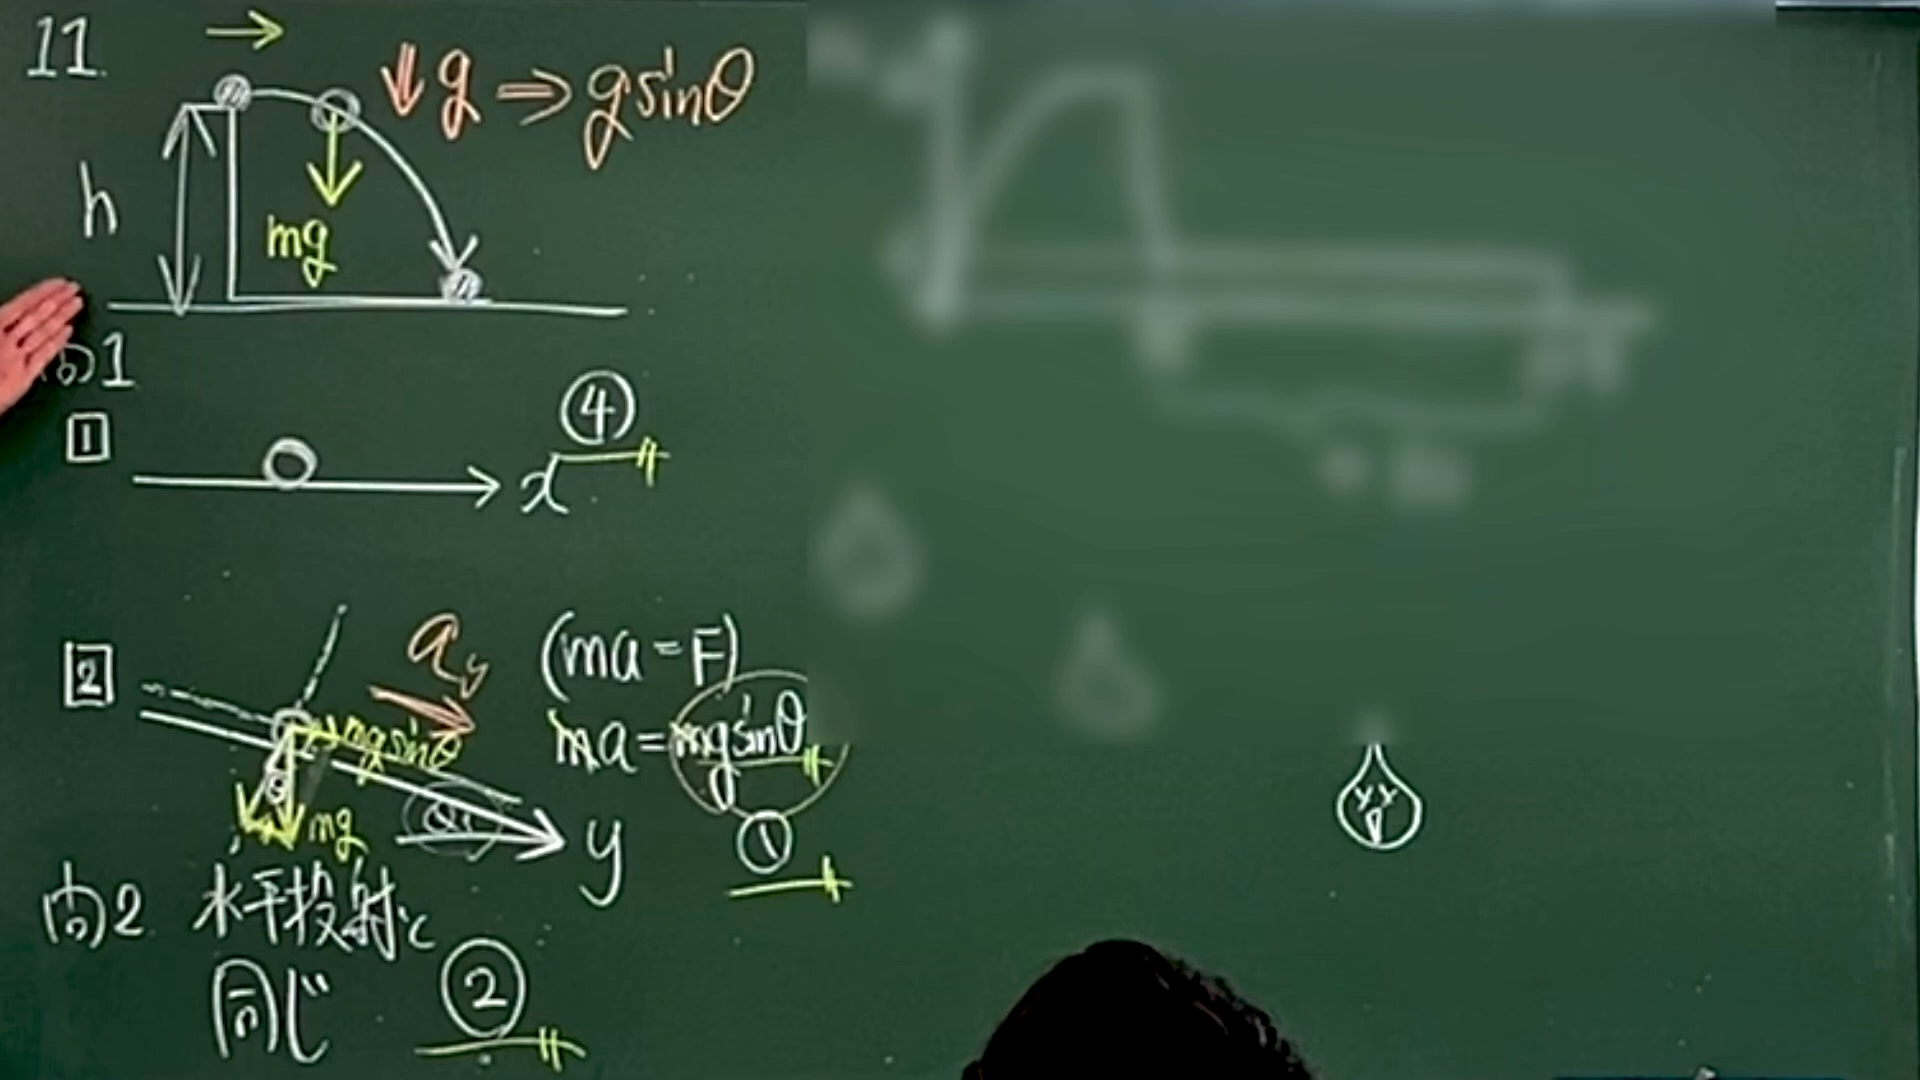 11.
g ⇒ gsinθ
h
mg
問1
1
④
x
2
a_y
(ma=F)
mgsinθ
ma=mgsinθ
mg
y
①
問2 水平投射と
同じ
②